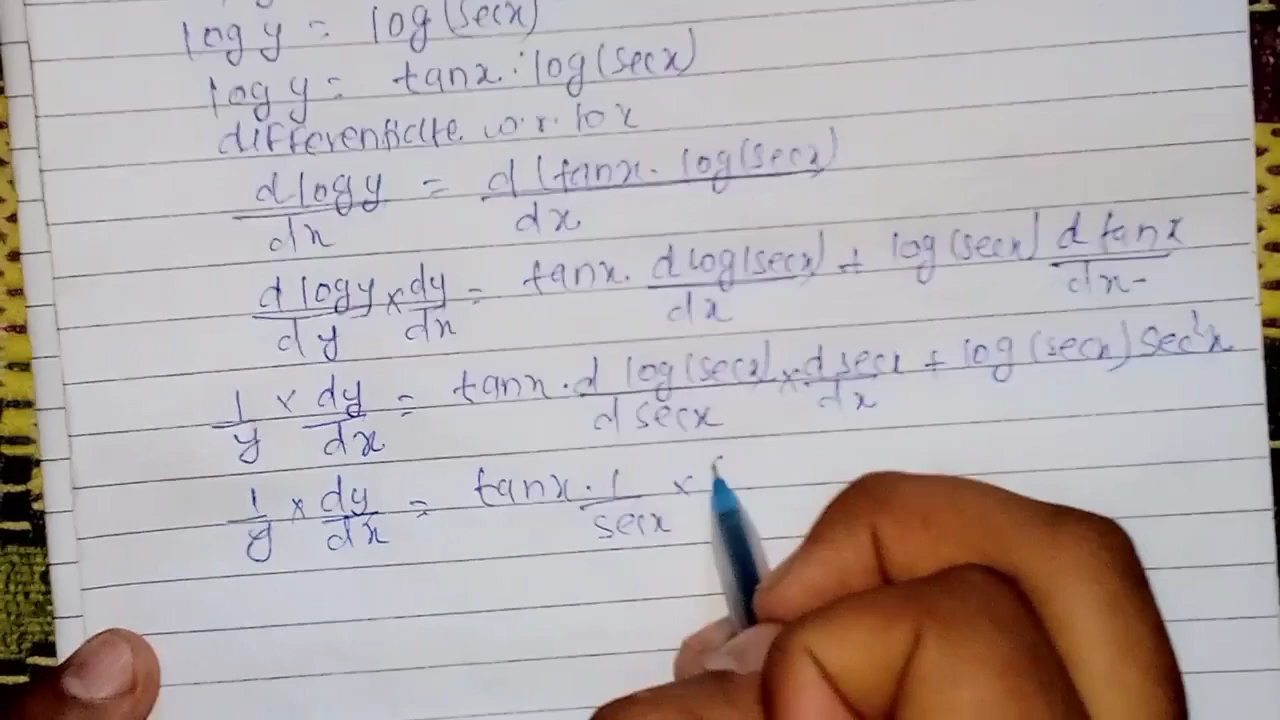 log y = log (secx)
log y = tanx . log (secx)
differentiate w.r. to x
d logy / dx = d (tanx . log (secx) / dx
d logy / dy × dy / dx = tanx . d log (secx) / dx + log (secx) d tanx / dx
1 / y × dy / dx = tanx . d log (secx) / d secx × d secx / dx + log (secx) sec²x
1 / y × dy / dx = tanx . 1 / secx ×